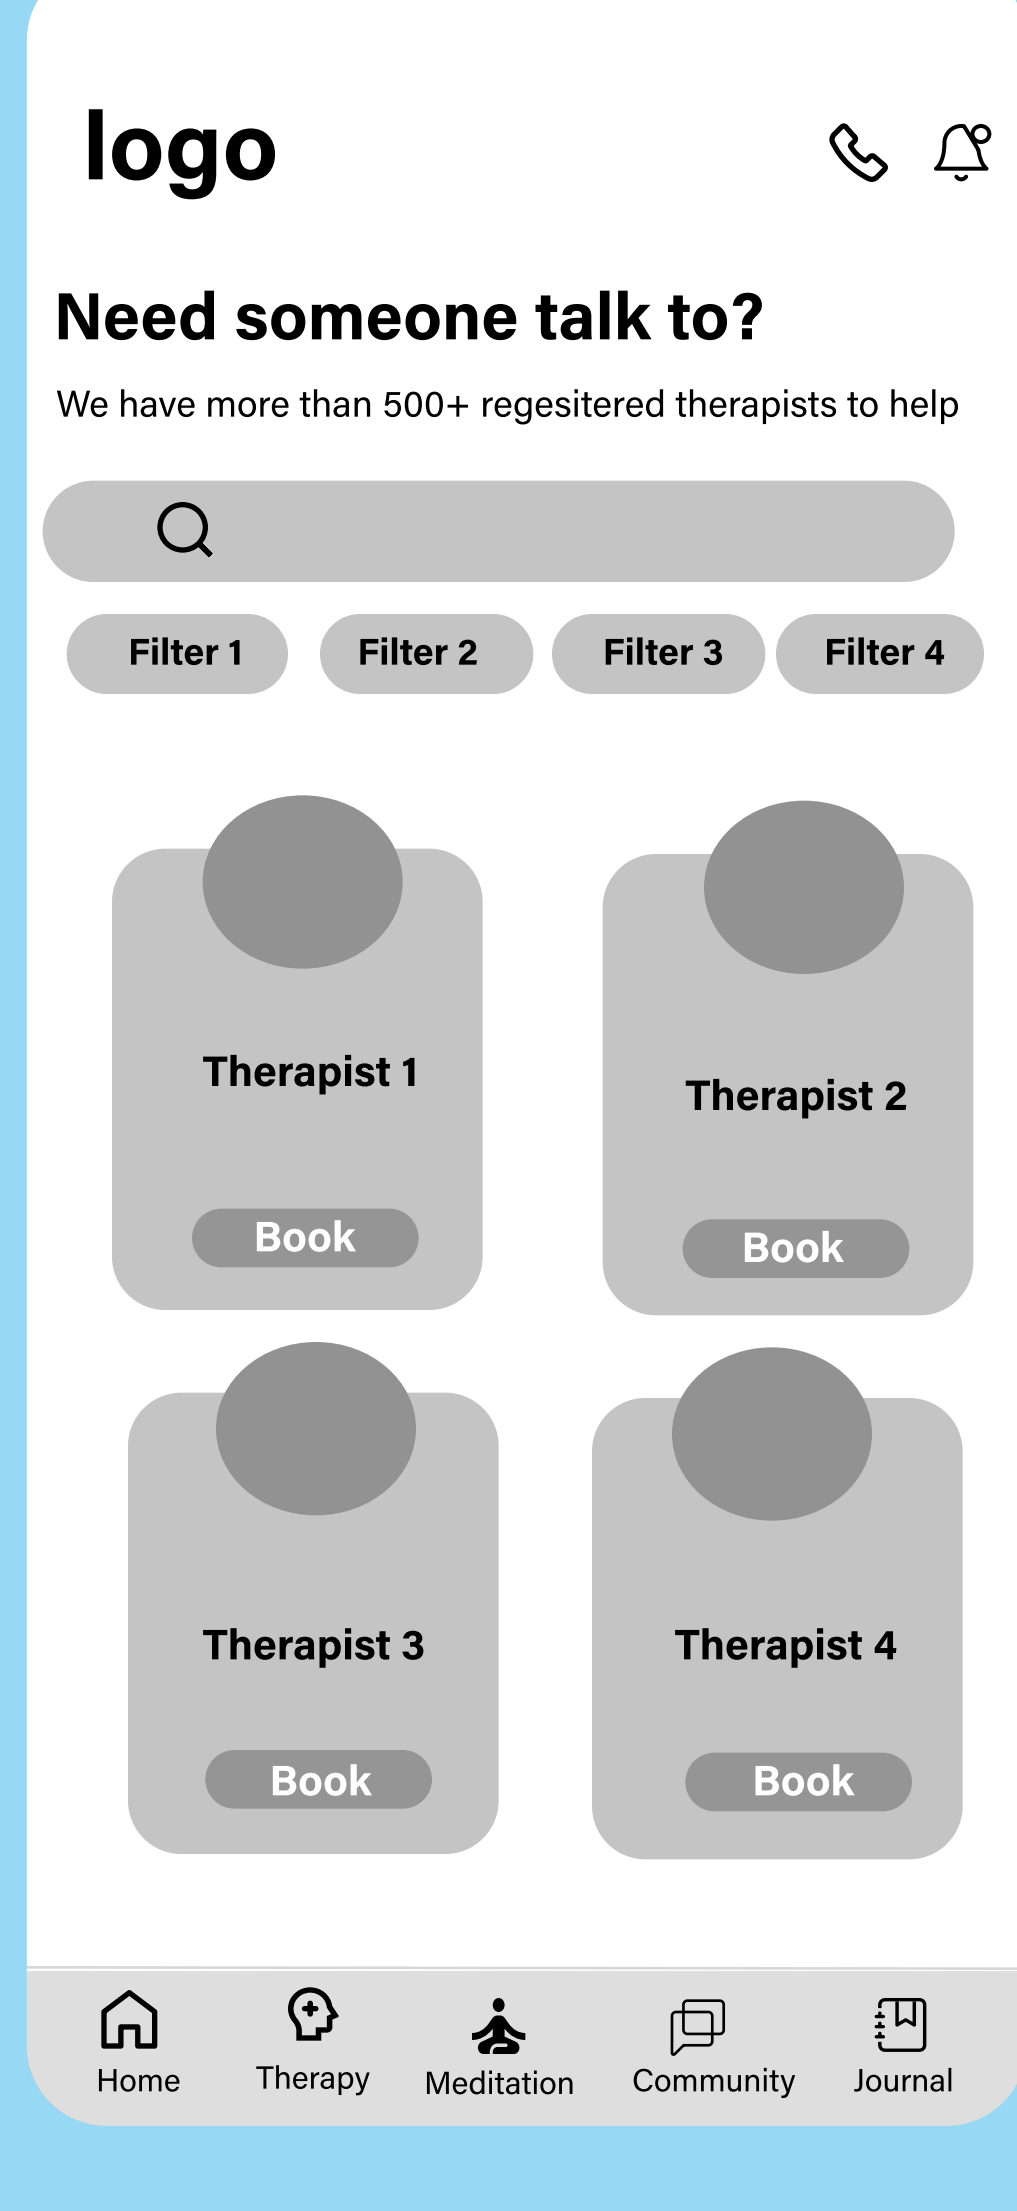 logo
Need someone talk to?
We have more than 500+ regesitered therapists to help
Filter 1
Filter 2
Filter 3
Filter 4
Therapist 1
Therapist 2
Book
Book
Therapist 3
Therapist 4
Book
Book
Home
Therapy
Meditation
Community
Journal